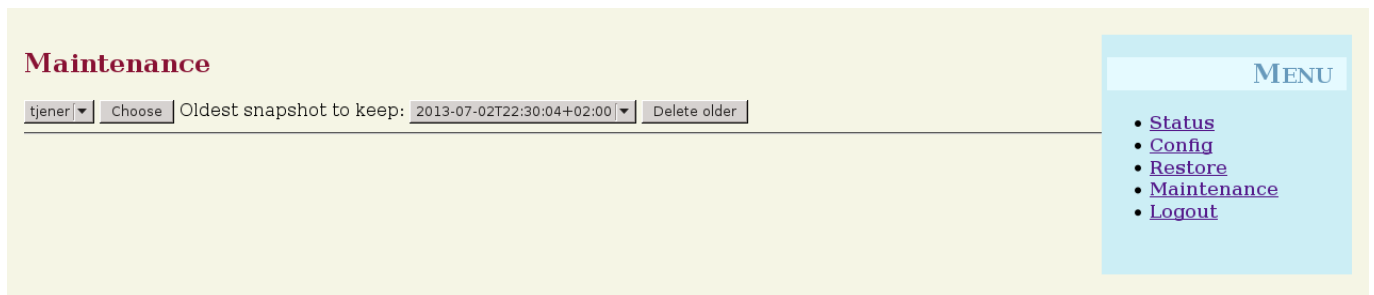 Maintenance
tjener Choose Oldest snapshot to keep: 2013-07-02T22:30:04+02:00 Delete older
MENU
Status
Config
Restore
Maintenance
Logout